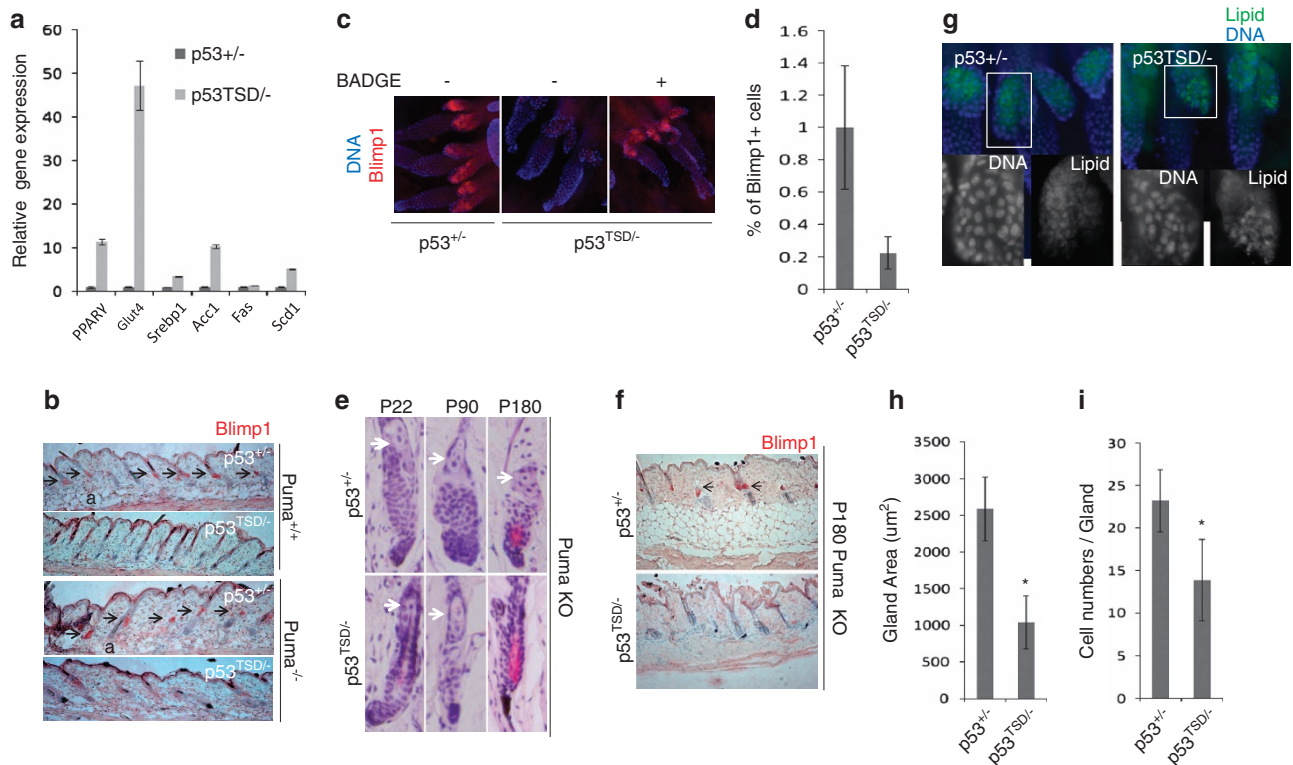 a
Relative gene expression
60
50
40
30
20
10
0
p53+/-
p53TSD/-
PPARγ
Glut4
Srebp1
Acc1
Fas
Scd1
b
Blimp1
p53+/-
a
p53TSD/-
Puma+/+
p53+/-
a
p53TSD/-
Puma-/-
c
BADGE - - +
DNA
Blimp1
p53+/-
p53TSD/-
d
% of Blimp1+ cells
1.6
1.4
1.2
1
0.8
0.6
0.4
0.2
0
p53+/-
p53TSD/-
e
P22 P90 P180
p53+/-
p53TSD/-
Puma KO
f
Blimp1
p53+/-
p53TSD/-
P180 Puma KO
g
Lipid
DNA
p53+/-
p53TSD/-
DNA
Lipid
DNA
Lipid
h
Gland Area (um2)
3500
3000
2500
2000
1500
1000
500
0
*
p53+/-
p53TSD/-
i
Cell numbers / Gland
30
25
20
15
10
5
0
*
p53+/-
p53TSD/-